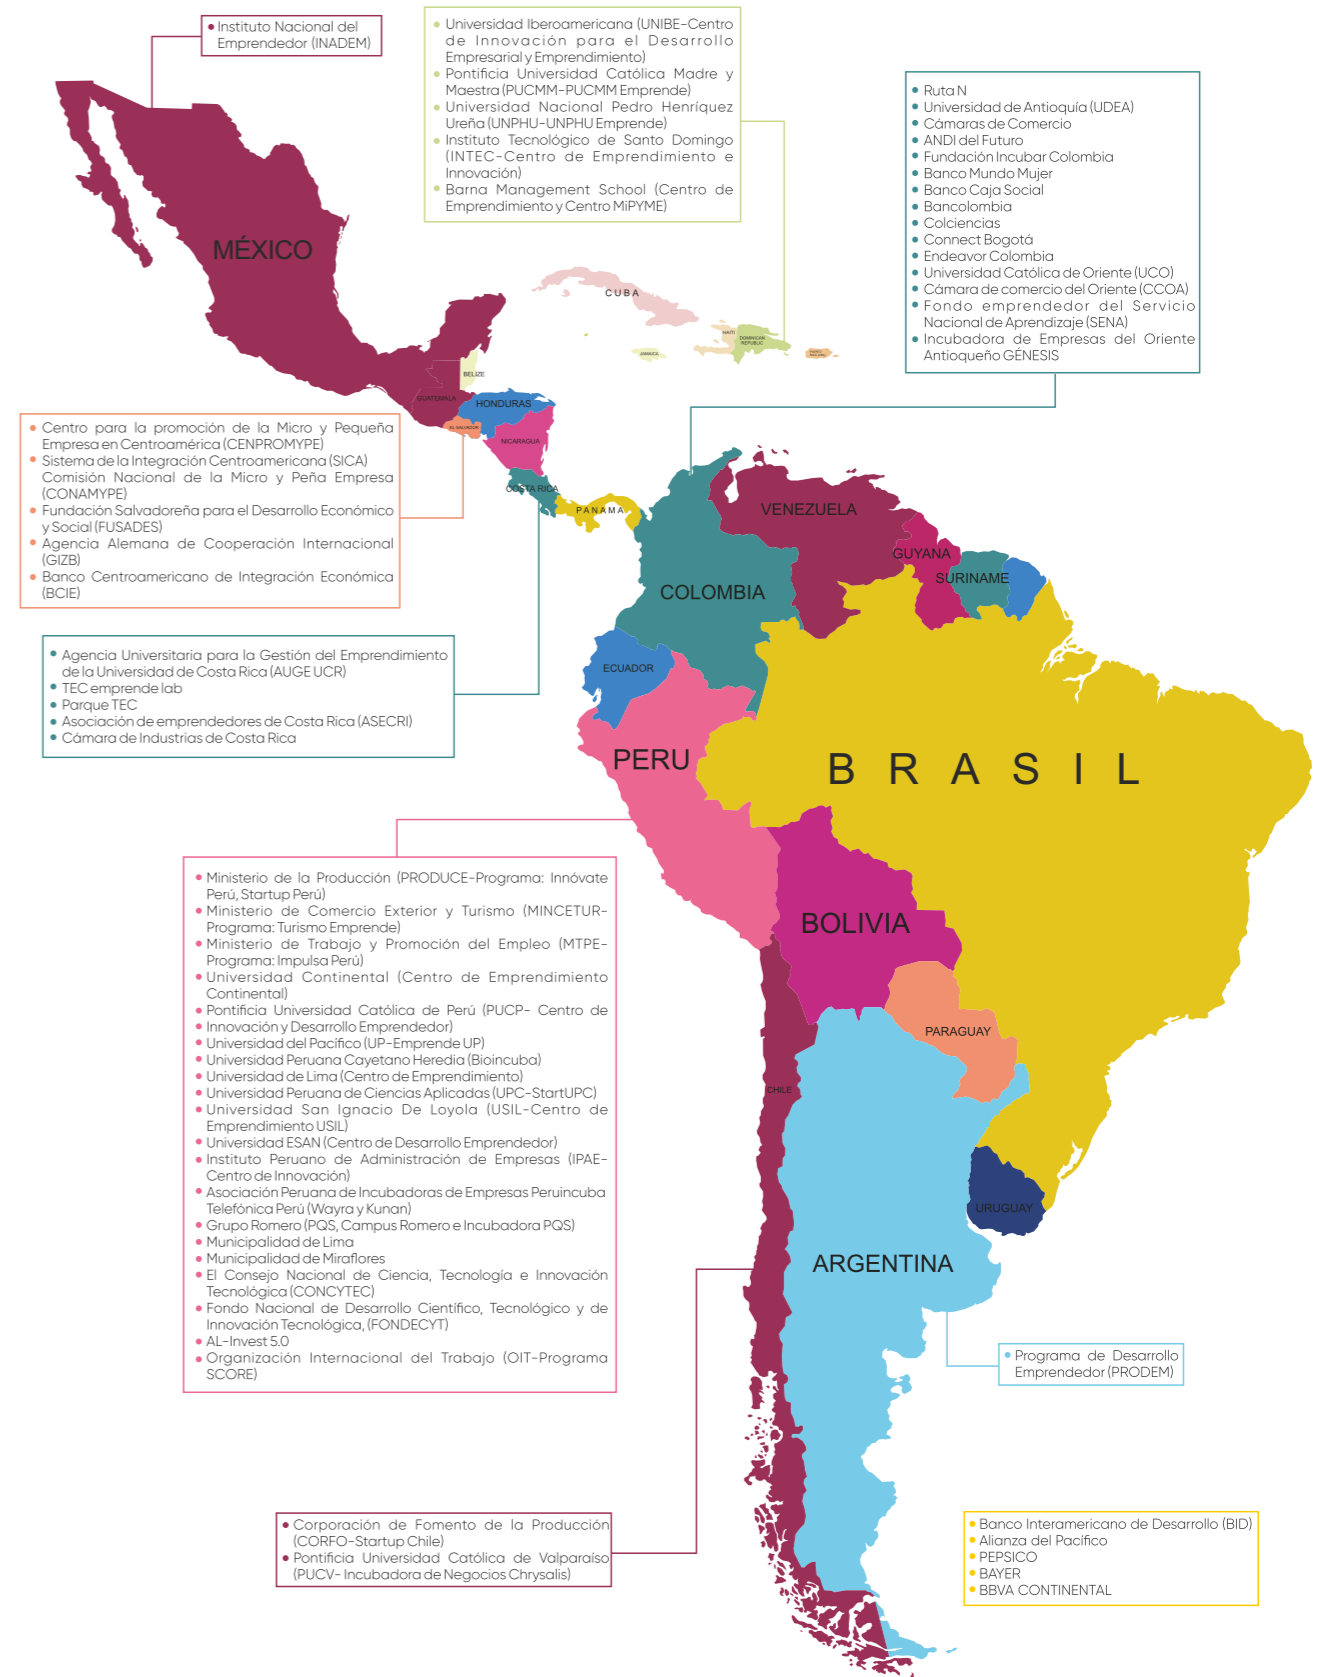 • Instituto Nacional del
Emprendedor (INADEM)
• Universidad Iberoamericana (UNIBE-Centro
de Innovación para el Desarrollo
Empresarial y Emprendimiento)
• Pontificia Universidad Católica Madre y
Maestra (PUCMM-PUCMM Emprende)
• Universidad Nacional Pedro Henríquez
Ureña (UNPHU-UNPHU Emprende)
• Instituto Tecnológico de Santo Domingo
(INTEC-Centro de Emprendimiento e
Innovación)
• Barna Management School (Centro de
Emprendimiento y Centro MiPYME)
• Ruta N
• Universidad de Antioquía (UDEA)
• Cámaras de Comercio
• ANDI del Futuro
• Fundación Incubar Colombia
• Banco Mundo Mujer
• Banco Caja Social
• Bancolombia
• Colciencias
• Connect Bogotá
• Endeavor Colombia
• Universidad Católica de Oriente (UCO)
• Cámara de comercio del Oriente (CCOA)
• Fondo emprendedor del Servicio
Nacional de Aprendizaje (SENA)
• Incubadora de Empresas del Oriente
Antioqueño GÉNESIS
MÉXICO
CUBA
HAITI
DOMINICAN
REPUBLIC
JAMAICA
BELIZE
GUATEMALA
HONDURAS
EL SALVADOR
NICARAGUA
COSTA RICA
PANAMA
• Centro para la promoción de la Micro y Pequeña
Empresa en Centroamérica (CENPROMYPE)
• Sistema de la Integración Centroamericana (SICA)
Comisión Nacional de la Micro y Peña Empresa
(CONAMYPE)
• Fundación Salvadoreña para el Desarrollo Económico
y Social (FUSADES)
• Agencia Alemana de Cooperación Internacional
(GIZB)
• Banco Centroamericano de Integración Económica
(BCIE)
VENEZUELA
GUYANA
SURINAME
COLOMBIA
ECUADOR
• Agencia Universitaria para la Gestión del Emprendimiento
de la Universidad de Costa Rica (AUGE UCR)
• TEC emprende lab
• Parque TEC
• Asociación de emprendedores de Costa Rica (ASECRI)
• Cámara de Industrias de Costa Rica
PERU
BRASIL
BOLIVIA
PARAGUAY
CHILE
URUGUAY
ARGENTINA
• Ministerio de la Producción (PRODUCE-Programa: Innóvate
Perú, Startup Perú)
• Ministerio de Comercio Exterior y Turismo (MINCETUR-
Programa: Turismo Emprende)
• Ministerio de Trabajo y Promoción del Empleo (MTPE-
Programa: Impulsa Perú)
• Universidad Continental (Centro de Emprendimiento
Continental)
• Pontificia Universidad Católica de Perú (PUCP- Centro de
• Innovación y Desarrollo Emprendedor)
• Universidad del Pacífico (UP-Emprende UP)
• Universidad Peruana Cayetano Heredia (Bioincuba)
• Universidad de Lima (Centro de Emprendimiento)
• Universidad Peruana de Ciencias Aplicadas (UPC-StartUPC)
• Universidad San Ignacio De Loyola (USIL-Centro de
Emprendimiento USIL)
• Universidad ESAN (Centro de Desarrollo Emprendedor)
• Instituto Peruano de Administración de Empresas (IPAE-
Centro de Innovación)
• Asociación Peruana de Incubadoras de Empresas Peruincuba
Telefónica Perú (Wayra y Kunan)
• Grupo Romero (PQS, Campus Romero e Incubadora PQS)
• Municipalidad de Lima
• Municipalidad de Miraflores
• El Consejo Nacional de Ciencia, Tecnología e Innovación
Tecnológica (CONCYTEC)
• Fondo Nacional de Desarrollo Científico, Tecnológico y de
Innovación Tecnológica, (FONDECYT)
• AL-Invest 5.0
• Organización Internacional del Trabajo (OIT-Programa
SCORE)
• Programa de Desarrollo
Emprendedor (PRODEM)
• Corporación de Fomento de la Producción
(CORFO-Startup Chile)
• Pontificia Universidad Católica de Valparaíso
(PUCV- Incubadora de Negocios Chrysalis)
• Banco Interamericano de Desarrollo (BID)
• Alianza del Pacífico
• PEPSICO
• BAYER
• BBVA CONTINENTAL